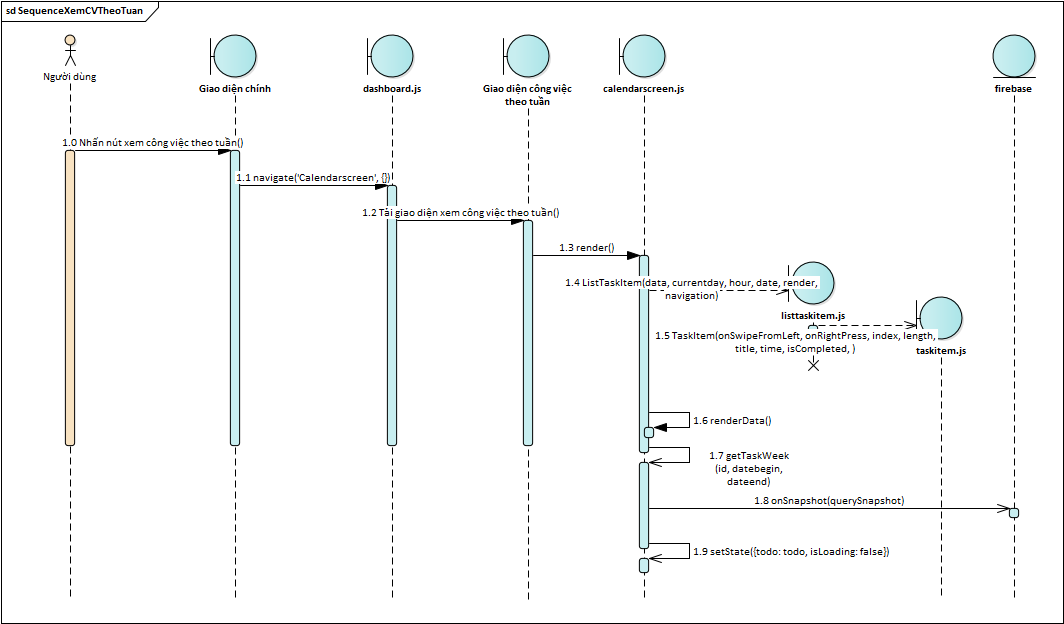 sd SequenceXemCVTheoTuan
Người dùng
Giao diện chính
dashboard.js
Giao diện công việc
theo tuần
calendarscreen.js
firebase
1.0 Nhấn nút xem công việc theo tuần()
1.1 navigate('Calendarscreen', {})
1.2 Tải giao diện xem công việc theo tuần()
1.3 render()
1.4 ListTaskItem(data, currentday, hour, date, render,
navigation)
listtaskitem.js
1.5 TaskItem(onSwipeFromLeft, onRightPress, index, length,
title, time, isCompleted, )
taskitem.js
1.6 renderData()
1.7 getTaskWeek
(id, datebegin,
dateend)
1.8 onSnapshot(querySnapshot)
1.9 setState({todo: todo, isLoading: false})